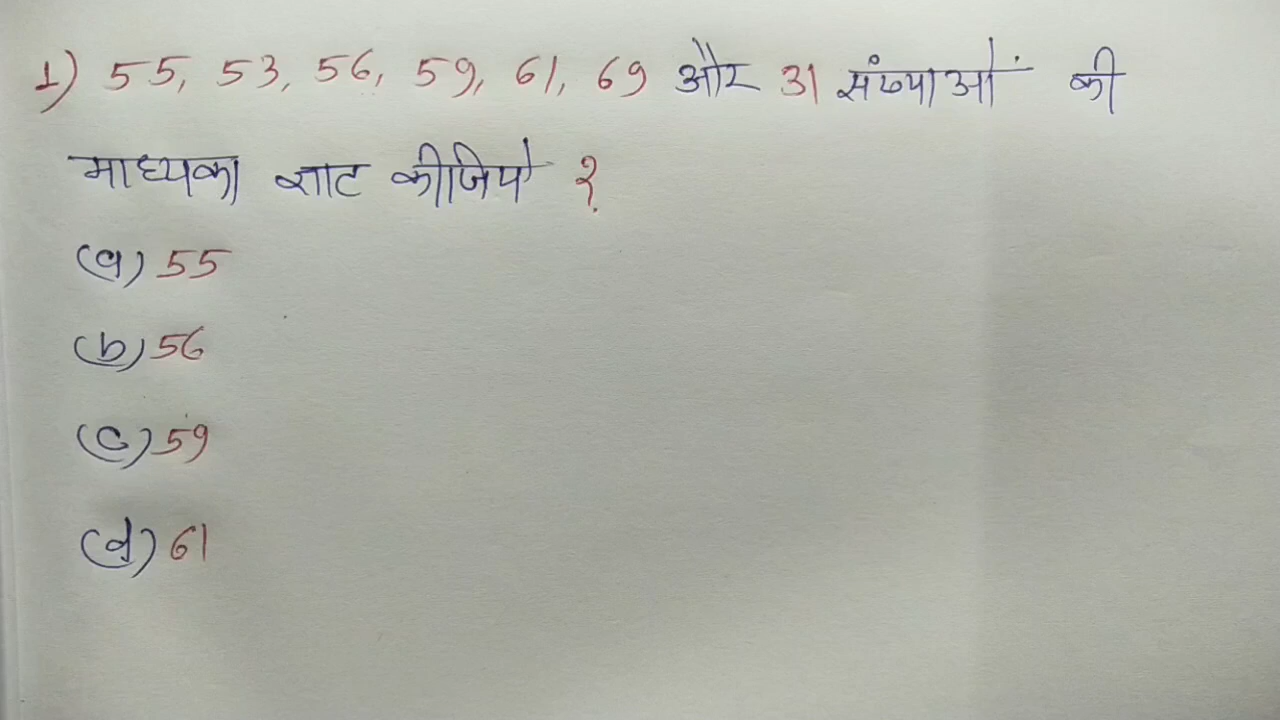 1) 55, 53, 56, 59, 61, 69 और 31 संख्याओं की
माध्यका ज्ञाट कीजिये ?
(a) 55
(b) 56
(c) 59
(d) 61